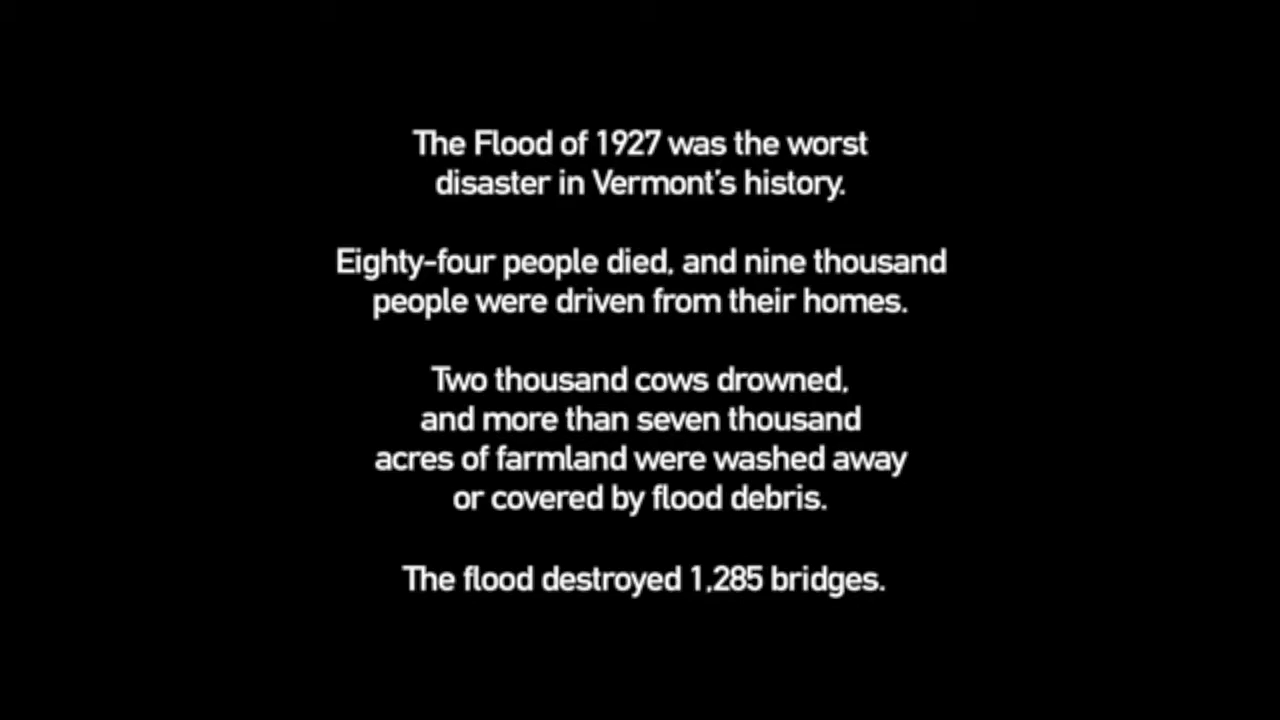 The Flood of 1927 was the worst
disaster in Vermont's history.
Eighty-four people died, and nine thousand
people were driven from their homes.
Two thousand cows drowned,
and more than seven thousand
acres of farmland were washed away
or covered by flood debris.
The flood destroyed 1,285 bridges.